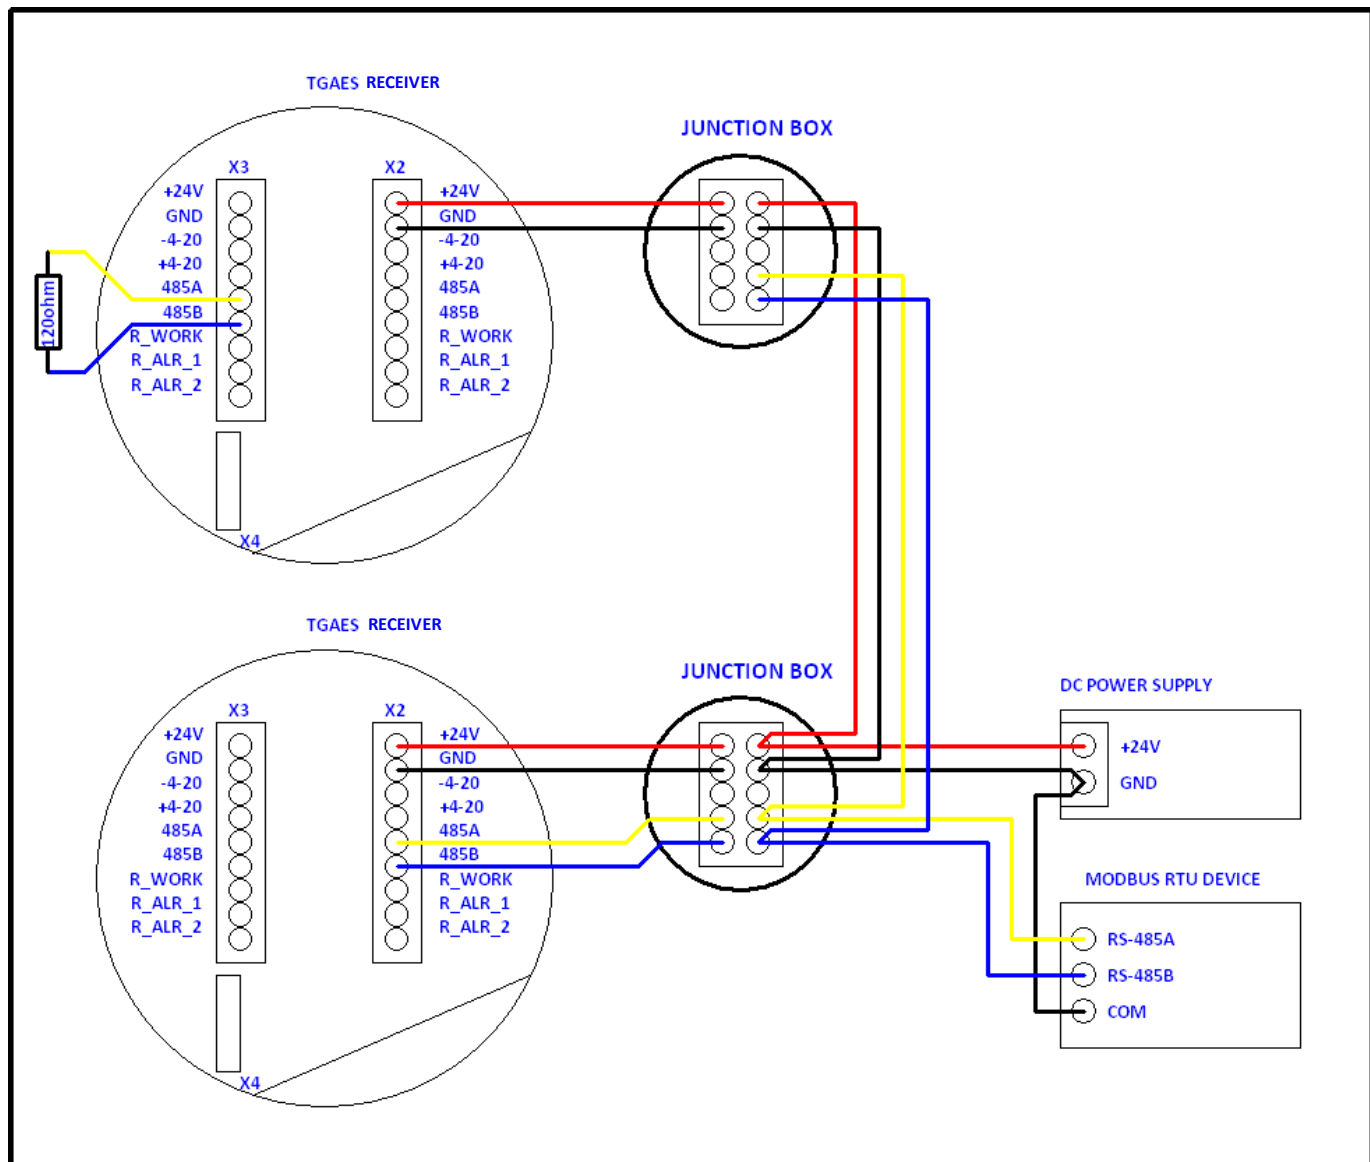 TGAES RECEIVER
JUNCTION BOX
X3
X2
+24V
GND
-4-20
+4-20
485A
485B
R_WORK
R_ALR_1
R_ALR_2
+24V
GND
-4-20
+4-20
485A
485B
R_WORK
R_ALR_1
R_ALR_2
120ohm
X4
TGAES RECEIVER
JUNCTION BOX
X3
X2
+24V
GND
-4-20
+4-20
485A
485B
R_WORK
R_ALR_1
R_ALR_2
+24V
GND
-4-20
+4-20
485A
485B
R_WORK
R_ALR_1
R_ALR_2
X4
DC POWER SUPPLY
+24V
GND
MODBUS RTU DEVICE
RS-485A
RS-485B
COM